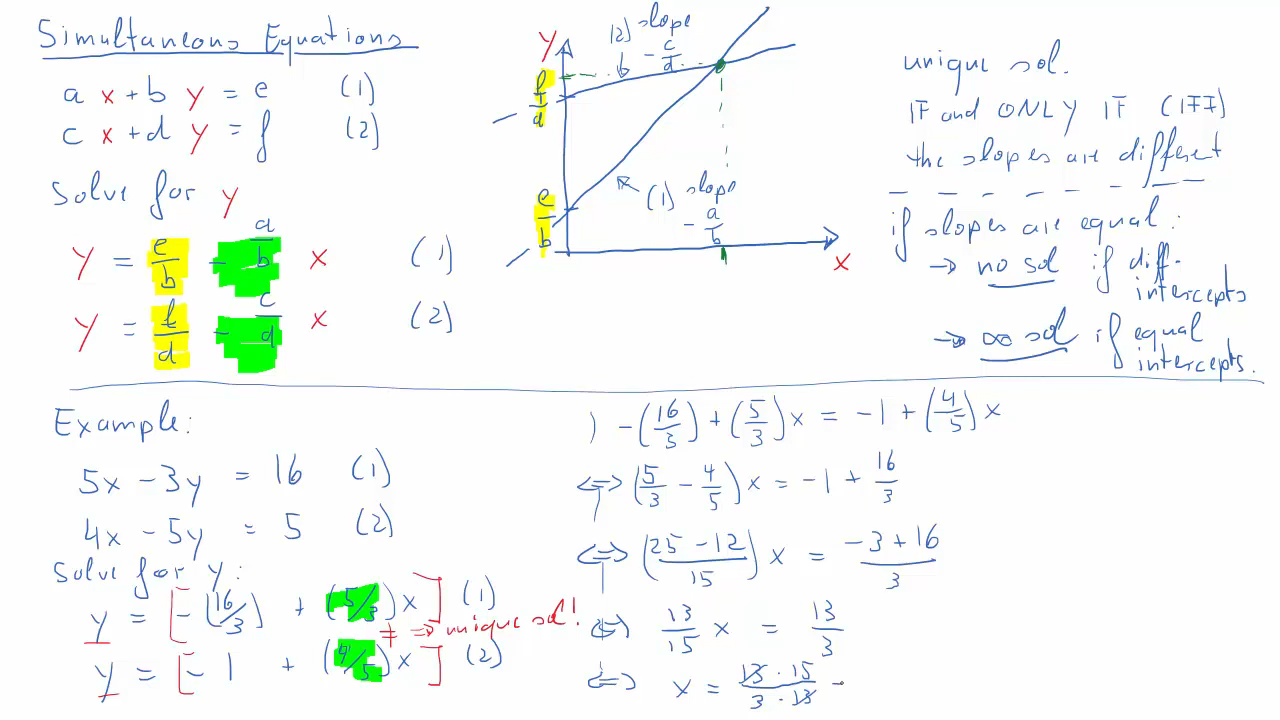 Simultaneous Equations
a x + b y = e (1)
c x + d y = f (2)
Solve for y
y = e/b - a/b x (1)
y = f/d - c/d x (2)
y
(2) slope
- c/d
f/d
e/b
(1) slope
- a/b
x
unique sol.
IF and ONLY IF (IFF)
the slopes are different
if slopes are equal:
→ no sol if diff-
intercepts
→ ∞ sol if equal
intercepts.
Example:
5x - 3y = 16 (1)
4x - 5y = 5 (2)
Solve for y:
y = [ - (16/3) + (5/3) x ] (1)
≠ ⇒ unique sol!
y = [ - 1 + (4/5) x ] (2)
) -(16/3) + (5/3)x = -1 + (4/5) x
⇔ (5/3 - 4/5) x = -1 + 16/3
⇔ (25 - 12 / 15) x = -3 + 16 / 3
⇔ 13/15 x = 13/3
⇔ x = 13 · 15 / 3 · 13